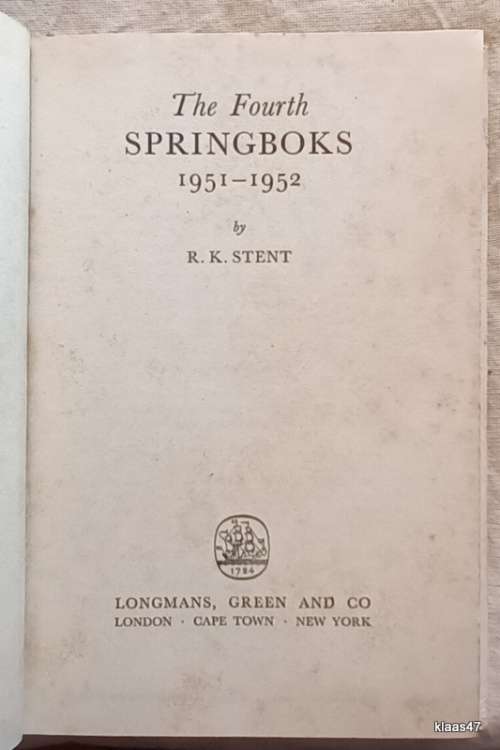 The Fourth
SPRINGBOKS
1951–1952
by
R. K. STENT
1724
LONGMANS, GREEN AND CO
LONDON · CAPE TOWN · NEW YORK
klaas47